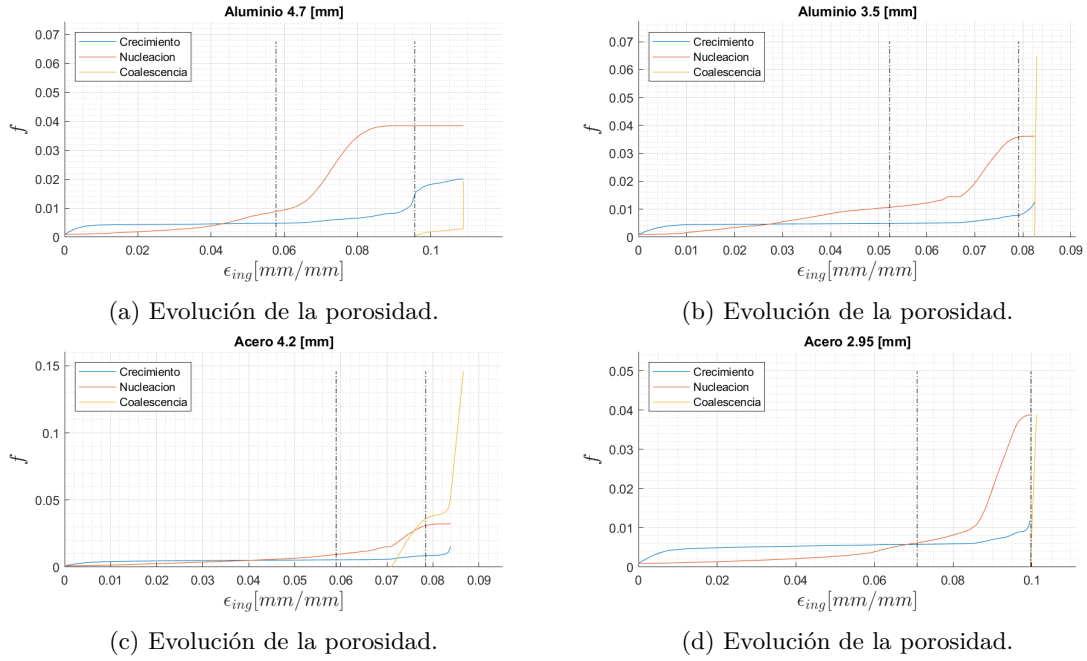 Aluminio 4.7 [mm]
0.07
0.06
0.05
0.04
0.03
0.02
0.01
0
f
Crecimiento
Nucleacion
Coalescencia
0 0.02 0.04 0.06 0.08 0.1
ϵing[mm/mm]
(a) Evolución de la porosidad.
Aluminio 3.5 [mm]
0.07
0.06
0.05
0.04
0.03
0.02
0.01
0
f
Crecimiento
Nucleacion
Coalescencia
0 0.01 0.02 0.03 0.04 0.05 0.06 0.07 0.08 0.09
ϵing[mm/mm]
(b) Evolución de la porosidad.
Acero 4.2 [mm]
0.15
0.1
0.05
0
f
Crecimiento
Nucleacion
Coalescencia
0 0.01 0.02 0.03 0.04 0.05 0.06 0.07 0.08 0.09
ϵing[mm/mm]
(c) Evolución de la porosidad.
Acero 2.95 [mm]
0.05
0.04
0.03
0.02
0.01
0
f
Crecimiento
Nucleacion
Coalescencia
0 0.02 0.04 0.06 0.08 0.1
ϵing[mm/mm]
(d) Evolución de la porosidad.